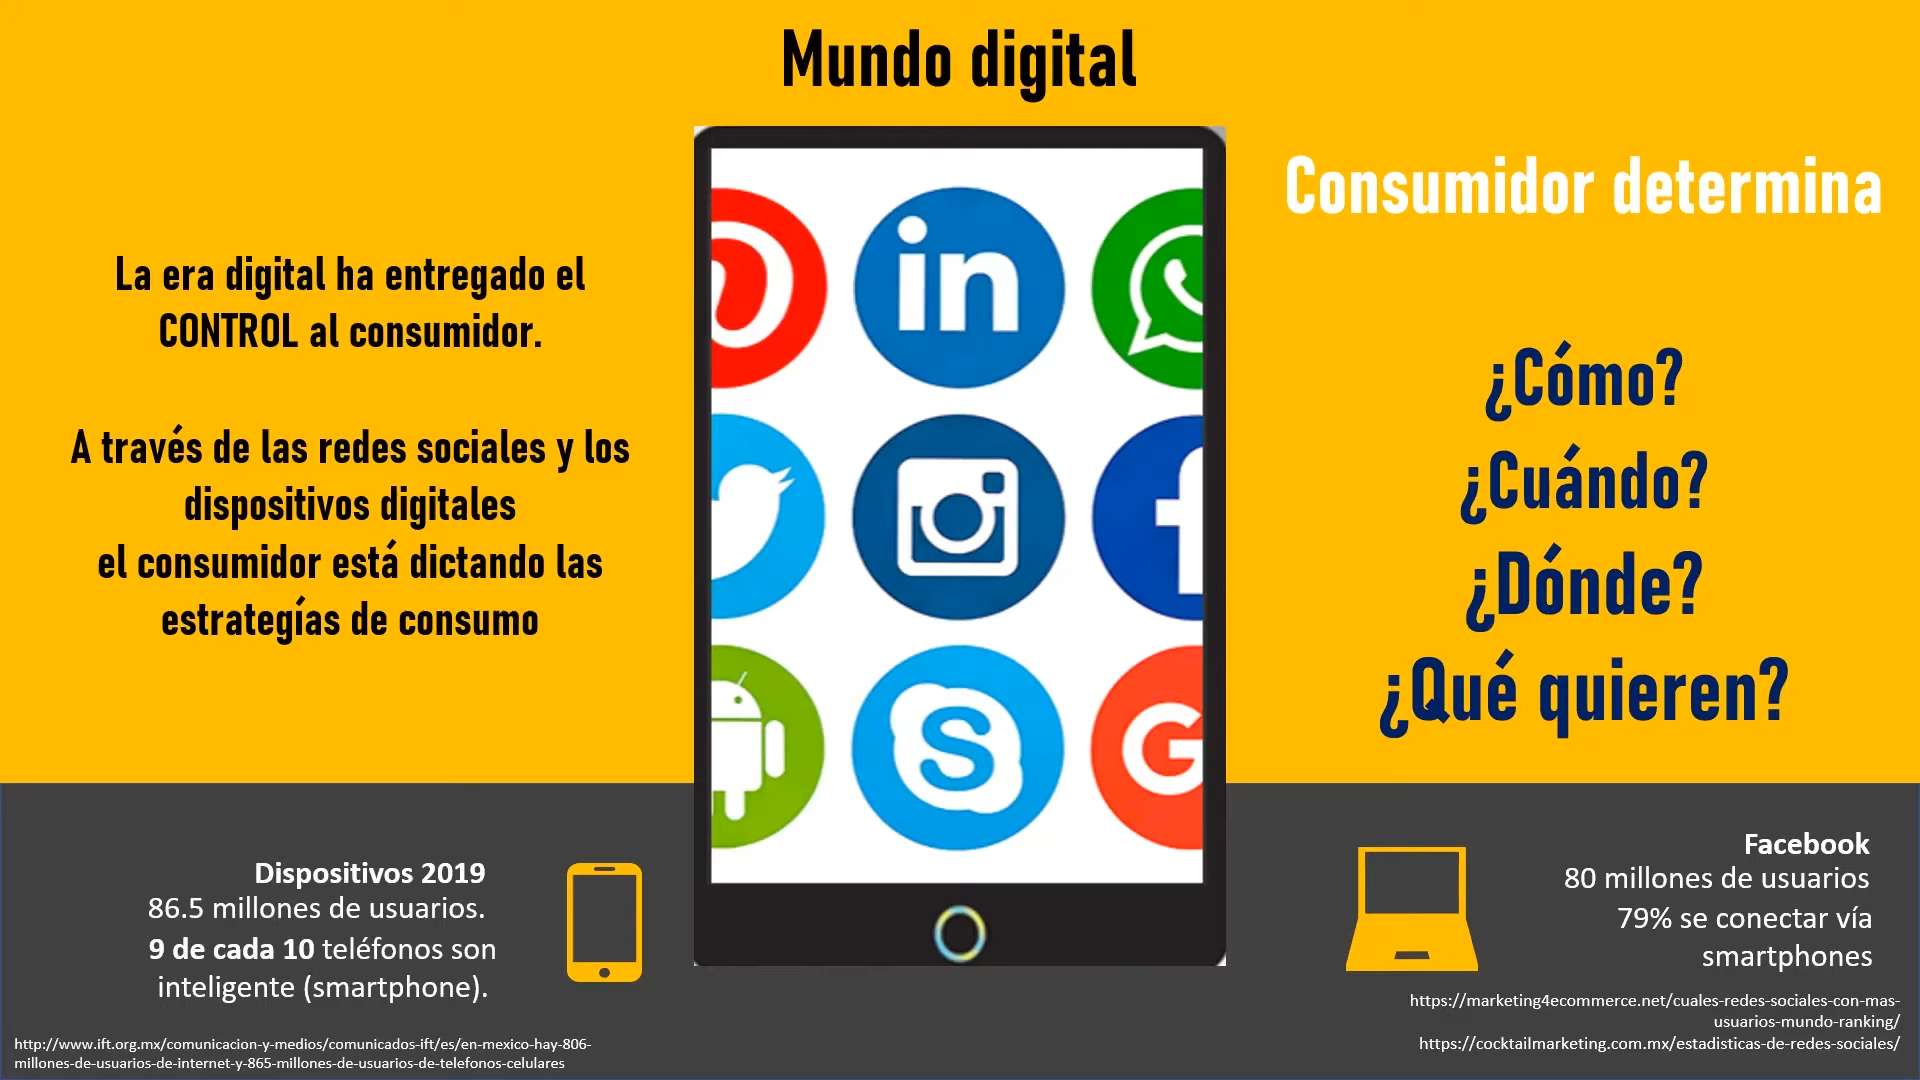 Mundo digital
La era digital ha entregado el
CONTROL al consumidor.
A través de las redes sociales y los
dispositivos digitales
el consumidor está dictando las
estrategías de consumo
in
Consumidor determina
¿Cómo?
¿Cuándo?
¿Dónde?
¿Qué quieren?
Dispositivos 2019
86.5 millones de usuarios.
9 de cada 10 teléfonos son
inteligente (smartphone).
http://www.ift.org.mx/comunicacion-y-medios/comunicados-ift/es/en-mexico-hay-806-
millones-de-usuarios-de-internet-y-865-millones-de-usuarios-de-telefonos-celulares
Facebook
80 millones de usuarios
79% se conectar vía
smartphones
https://marketing4ecommerce.net/cuales-redes-sociales-con-mas-
usuarios-mundo-ranking/
https://cocktailmarketing.com.mx/estadisticas-de-redes-sociales/